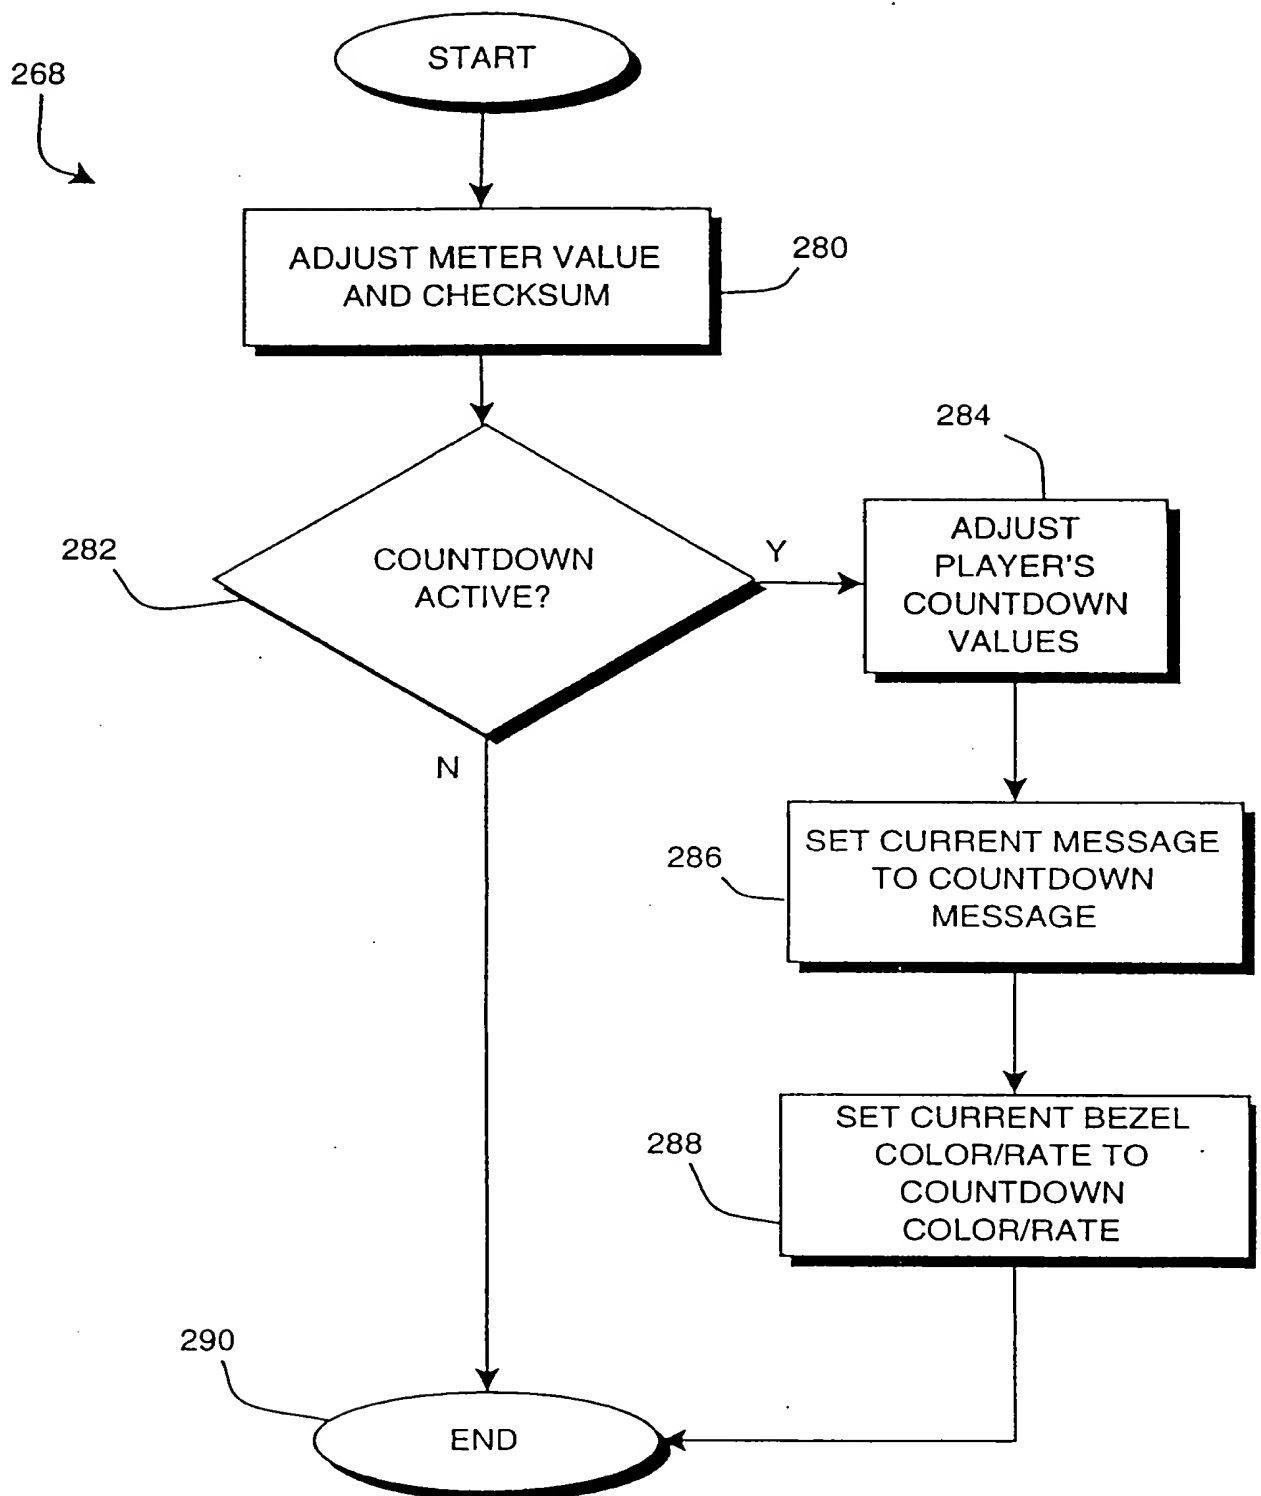 START
268
ADJUST METER VALUE
AND CHECKSUM
280
284
282
COUNTDOWN
ACTIVE?
Y
ADJUST
PLAYER'S
COUNTDOWN
VALUES
N
286
SET CURRENT MESSAGE
TO COUNTDOWN
MESSAGE
288
SET CURRENT BEZEL
COLOR/RATE TO
COUNTDOWN
COLOR/RATE
290
END